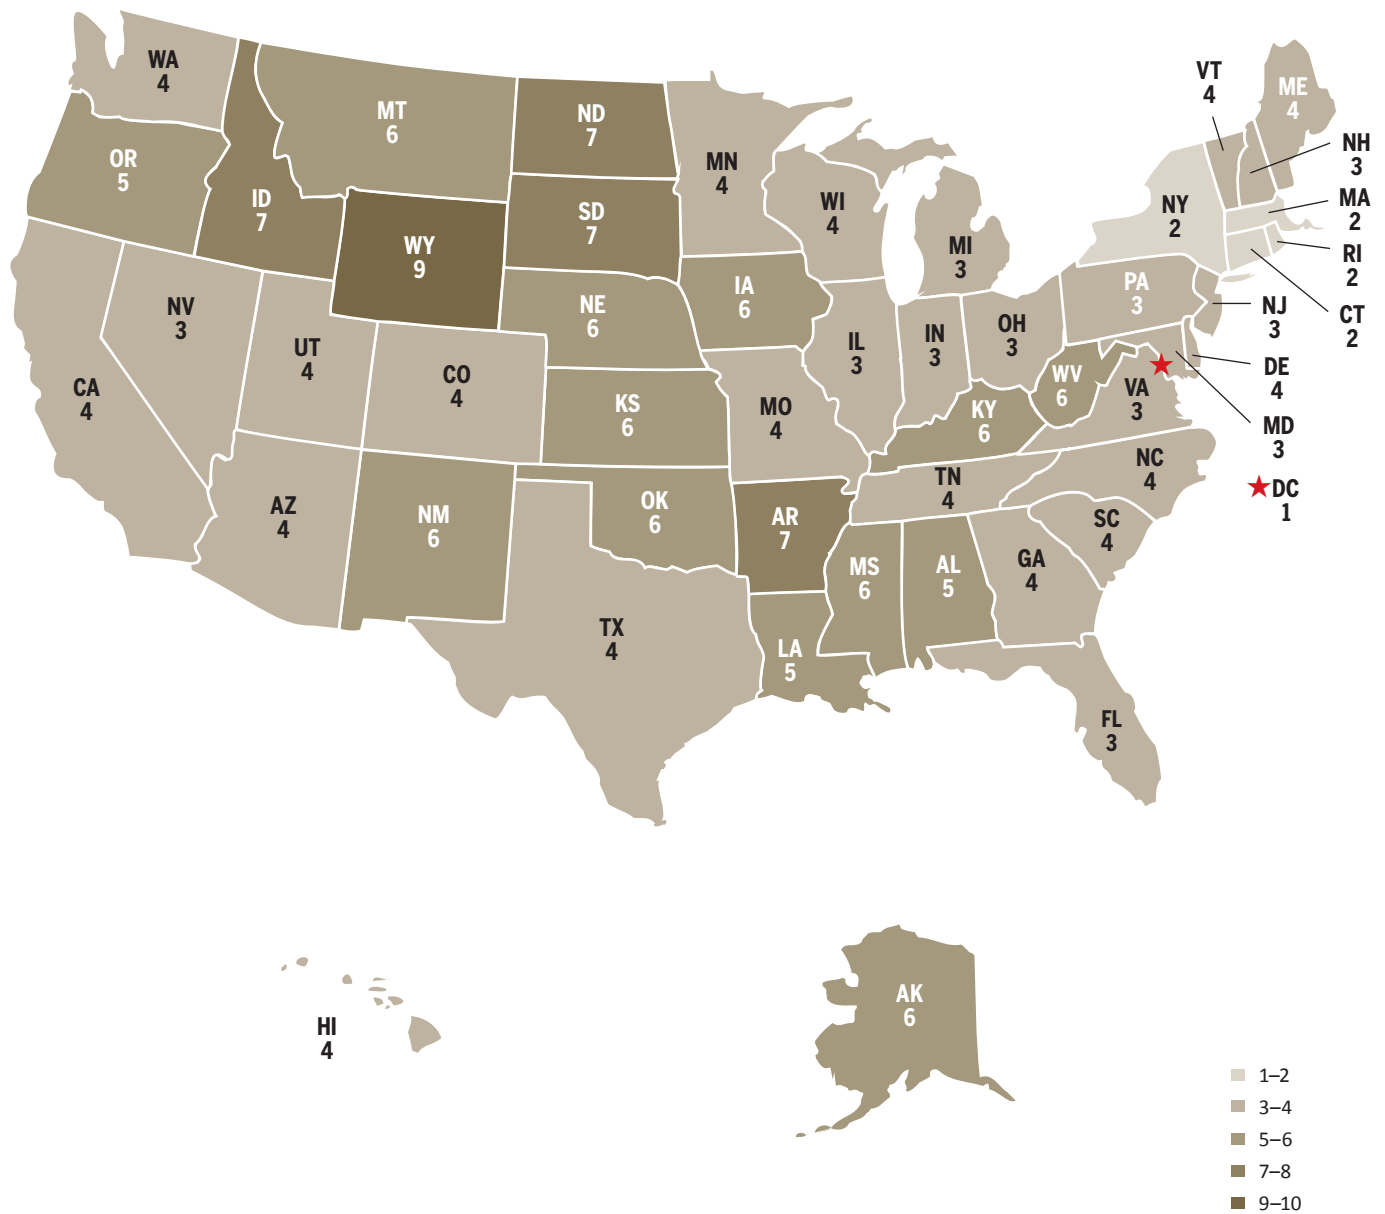 WA
4
OR
5
CA
4
NV
3
ID
7
MT
6
WY
9
UT
4
CO
4
AZ
4
NM
6
ND
7
SD
7
NE
6
KS
6
OK
6
TX
4
MN
4
IA
6
MO
4
AR
7
LA
5
WI
4
IL
3
MI
3
IN
3
OH
3
KY
6
TN
4
MS
6
AL
5
GA
4
FL
3
SC
4
NC
4
VA
3
WV
6
PA
3
NY
2
VT
4
ME
4
NH
3
MA
2
RI
2
CT
2
NJ
3
DE
4
MD
3
DC
1
HI
4
AK
6
1–2
3–4
5–6
7–8
9–10